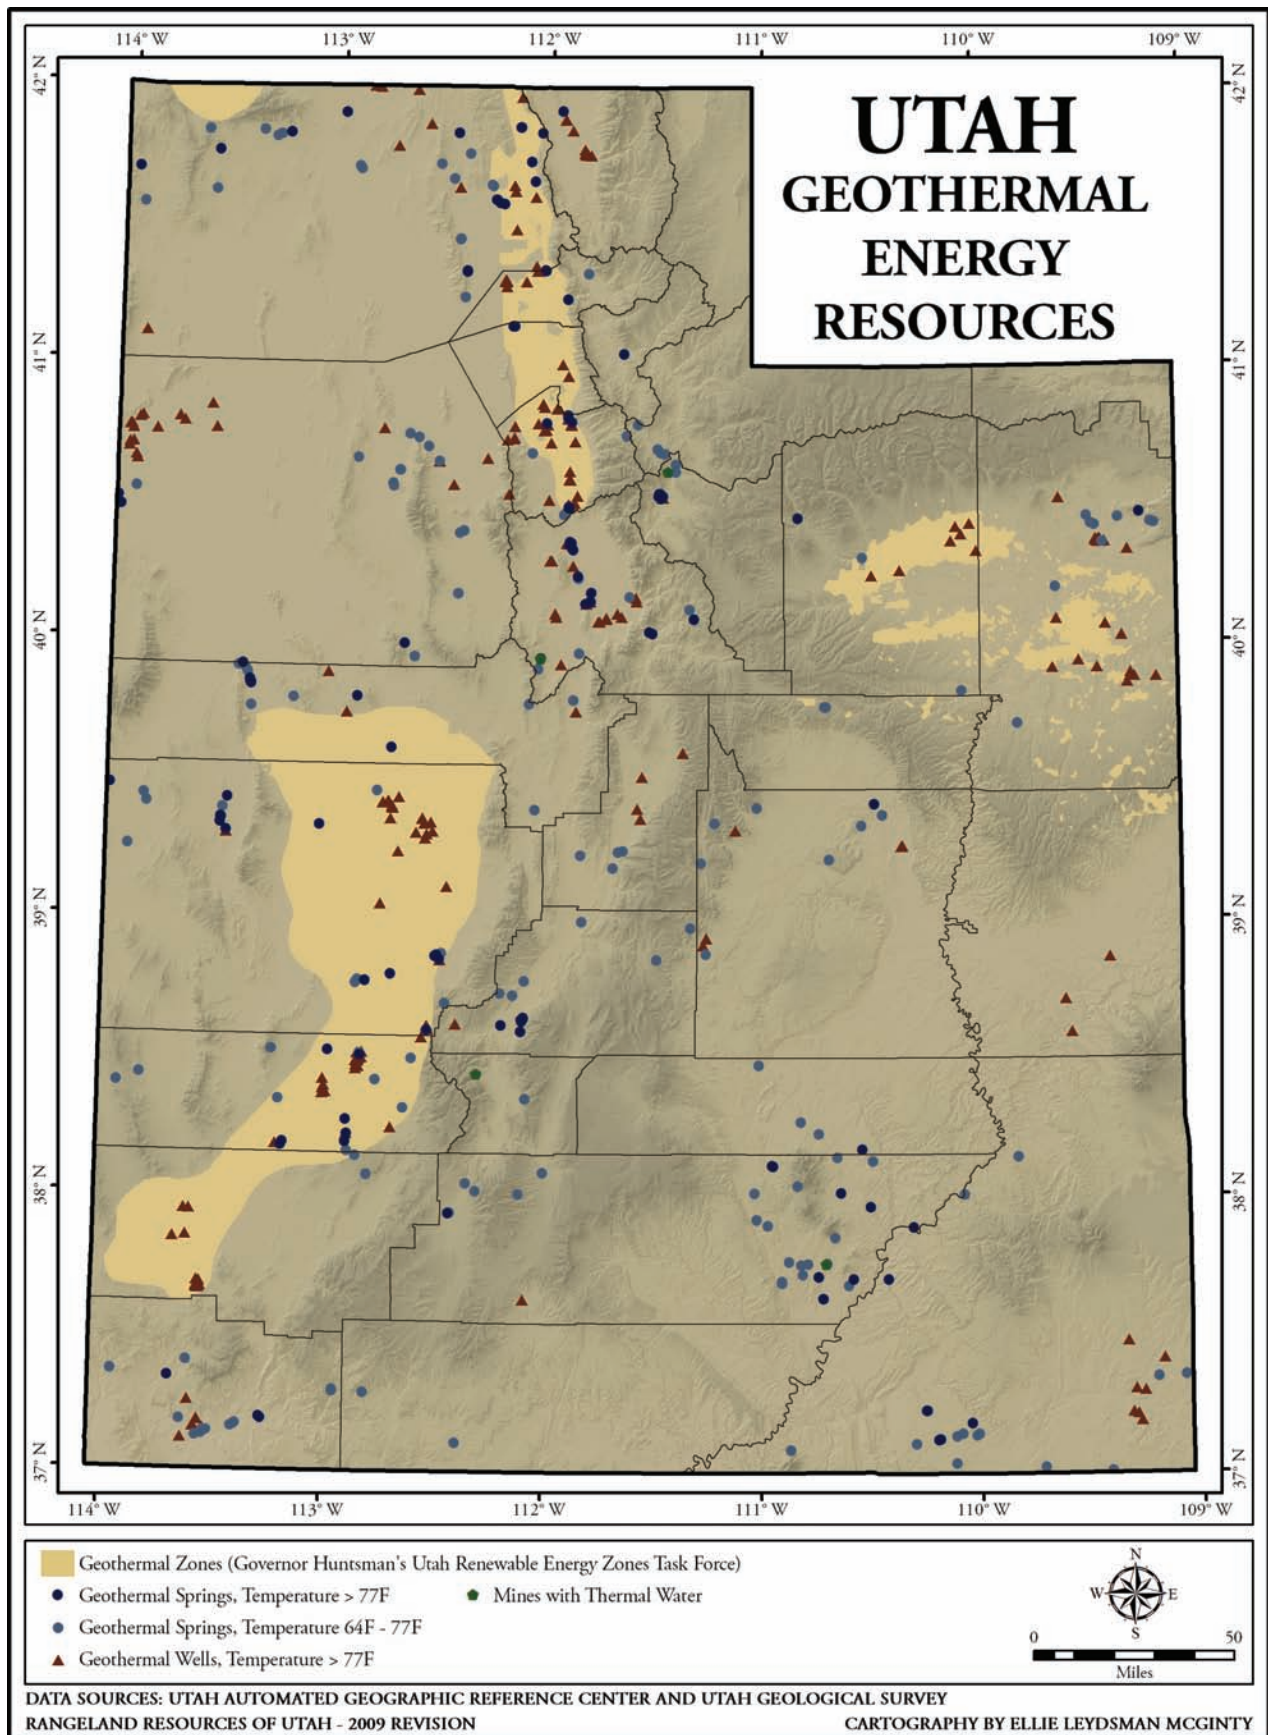 114° W 113° W 112° W 111° W 110° W 109° W
42° N 42° N
UTAH
GEOTHERMAL
ENERGY
RESOURCES
41° N 41° N
40° N 40° N
39° N 39° N
38° N 38° N
37° N 37° N
114° W 113° W 112° W 111° W 110° W 109° W
Geothermal Zones (Governor Huntsman's Utah Renewable Energy Zones Task Force)
Geothermal Springs, Temperature > 77F Mines with Thermal Water
Geothermal Springs, Temperature 64F - 77F
Geothermal Wells, Temperature > 77F
N
W E
S
0 50
Miles
DATA SOURCES: UTAH AUTOMATED GEOGRAPHIC REFERENCE CENTER AND UTAH GEOLOGICAL SURVEY
RANGELAND RESOURCES OF UTAH - 2009 REVISION CARTOGRAPHY BY ELLIE LEYDSMAN MCGINTY